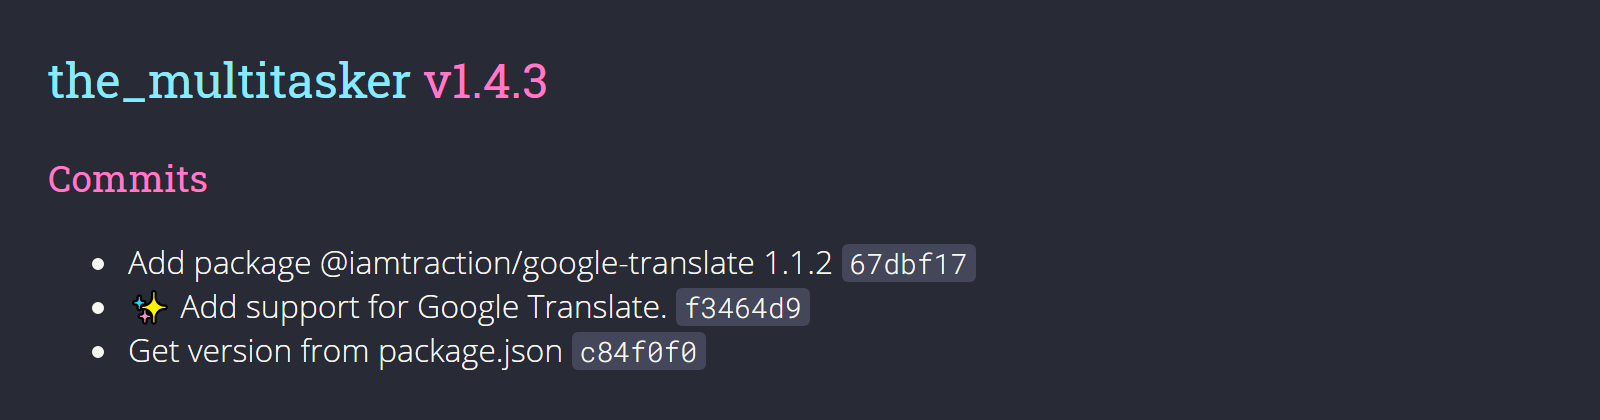 the_multitasker v1.4.3
Commits
Add package @iamtraction/google-translate 1.1.2 67dbf17
✨ Add support for Google Translate. f3464d9
Get version from package.json c84f0f0